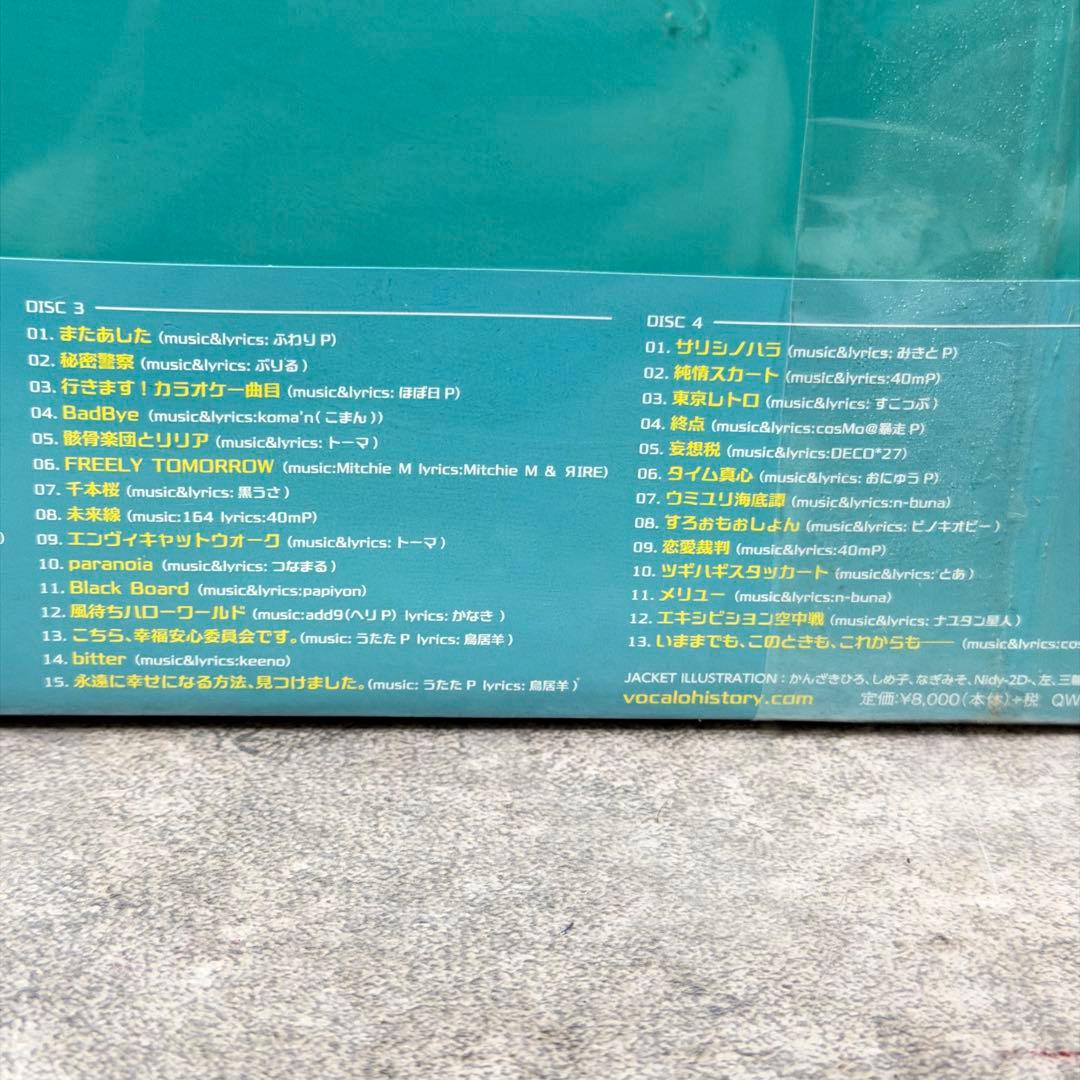 DISC 3
01. またあした (music&lyrics: ふわりP)
02. 秘密警察 (music&lyrics: ぶりる)
03. 行きます！カラオケ一曲目 (music&lyrics: ほぼ日P)
04. BadBye (music&lyrics:koma'n(こまん))
05. 骸骨楽団とリリア (music&lyrics: トーマ)
06. FREELY TOMORROW (music:Mitchie M lyrics:Mitchie M & ЯIRE)
07. 千本桜 (music&lyrics: 黒うさ)
08. 未来線 (music:164 lyrics:40mP)
09. エンヴィキャットウォーク (music&lyrics: トーマ)
10. paranoia (music&lyrics: つなまる)
11. Black Board (music&lyrics:papiyon)
12. 風待ちハローワールド (music:add9(ヘリP) lyrics: かなき)
13. こちら、幸福安心委員会です。(music: うたたP lyrics: 鳥居羊)
14. bitter (music&lyrics:keeno)
15. 永遠に幸せになる方法、見つけました。(music: うたたP lyrics: 鳥居羊)
DISC 4
01. サリシノハラ (music&lyrics: みきとP)
02. 純情スカート (music&lyrics:40mP)
03. 東京レトロ (music&lyrics: すこっぷ)
04. 終点 (music&lyrics:cosMo@暴走P)
05. 妄想税 (music&lyrics:DECO*27)
06. タイム真心 (music&lyrics: おにゅうP)
07. ウミユリ海底譚 (music&lyrics:n-buna)
08. すろぉもぉしょん (music&lyrics: ピノキオピー)
09. 恋愛裁判 (music&lyrics:40mP)
10. ツギハギスタッカート (music&lyrics: とあ)
11. メリュー (music&lyrics:n-buna)
12. エキシビション空中戦 (music&lyrics: ナユタン星人)
13. いままでも、このときも、これからも── (music&lyrics:cos
JACKET ILLUSTRATION : かんざきひろ、しめ子、なぎみそ、Nidy-2D-、左、三輪
vocalohistory.com 定価:¥8,000(本体)+税 QW